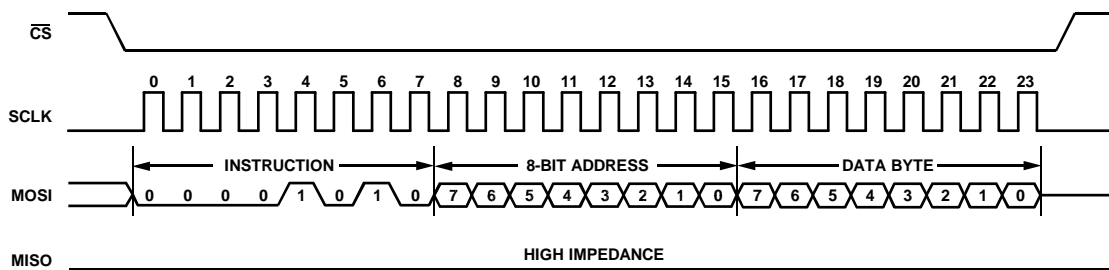 CS
0 1 2 3 4 5 6 7 8 9 10 11 12 13 14 15 16 17 18 19 20 21 22 23
SCLK
INSTRUCTION 8-BIT ADDRESS DATA BYTE
MOSI 0 0 0 0 1 0 1 0 7 6 5 4 3 2 1 0 7 6 5 4 3 2 1 0
HIGH IMPEDANCE
MISO